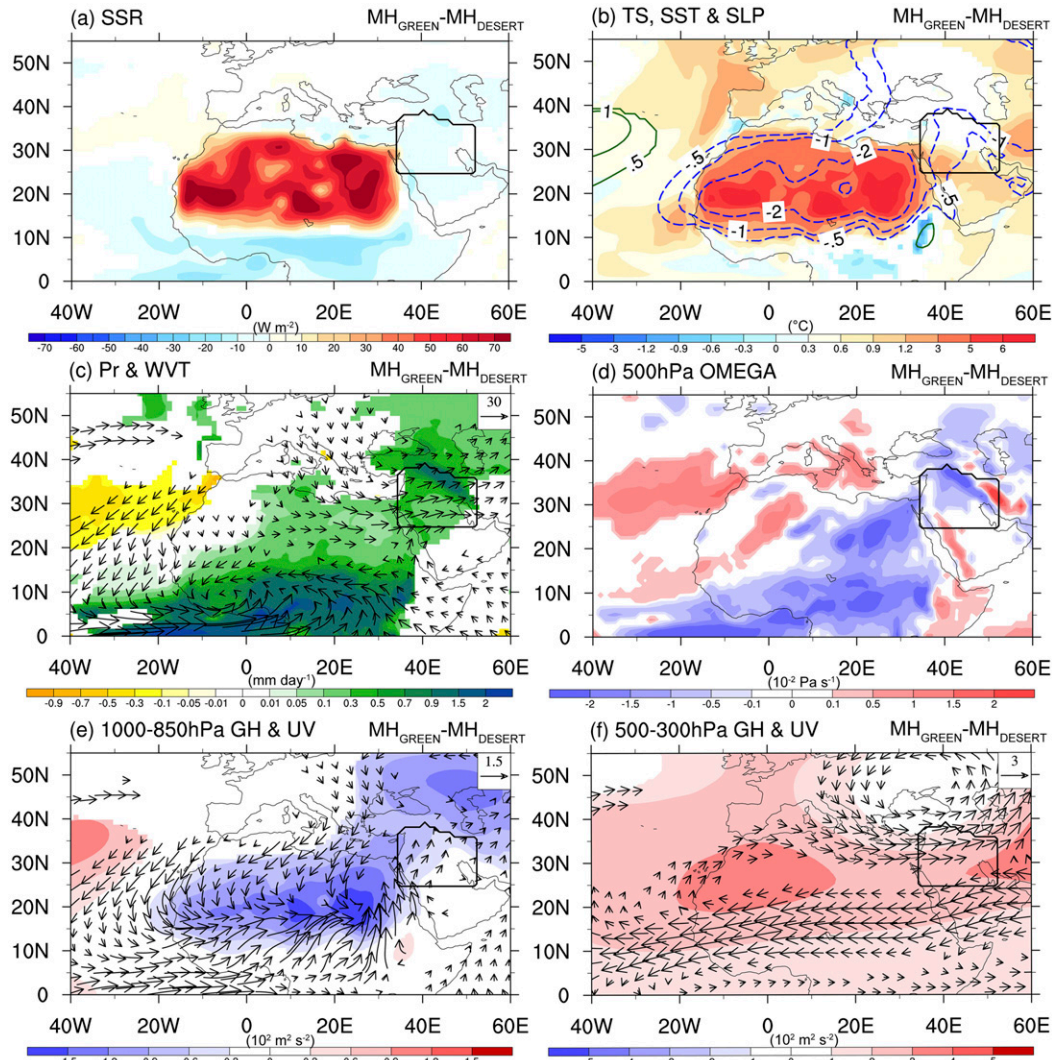 (a) SSR MH_GREEN-MH_DESERT
50N
40N
30N
20N
10N
0
40W 20W 0 20E 40E 60E
(W m⁻²)
-70 -60 -50 -40 -30 -20 -10 0 10 20 30 40 50 60 70
(b) TS, SST & SLP MH_GREEN-MH_DESERT
50N
40N
30N
20N
10N
0
1
.5
-.5
-1
-2
-2
-1
-.5
-.5
40W 20W 0 20E 40E 60E
(°C)
-5 -3 -1.2 -0.9 -0.6 -0.3 0 0.3 0.6 0.9 1.2 3 5 6
(c) Pr & WVT MH_GREEN-MH_DESERT
30
50N
40N
30N
20N
10N
0
40W 20W 0 20E 40E 60E
(mm day⁻¹)
-0.9 -0.7 -0.5 -0.3 -0.1 -0.05 -0.01 0 0.01 0.05 0.1 0.3 0.5 0.7 0.9 1.5 2
(d) 500hPa OMEGA MH_GREEN-MH_DESERT
50N
40N
30N
20N
10N
0
40W 20W 0 20E 40E 60E
(10⁻² Pa s⁻¹)
-2 -1.5 -1 -0.5 -0.1 0 0.1 0.5 1 1.5 2
(e) 1000-850hPa GH & UV MH_GREEN-MH_DESERT
1.5
50N
40N
30N
20N
10N
0
40W 20W 0 20E 40E 60E
(10² m² s⁻²)
(f) 500-300hPa GH & UV MH_GREEN-MH_DESERT
3
50N
40N
30N
20N
10N
0
40W 20W 0 20E 40E 60E
(10² m² s⁻²)